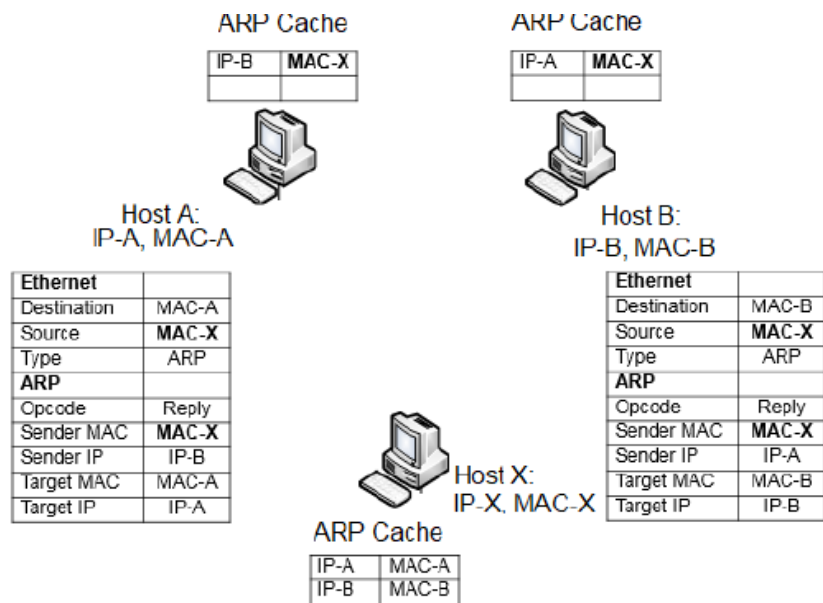 ARP Cache
IP-B MAC-X
ARP Cache
IP-A MAC-X
Host A:
IP-A, MAC-A
Host B:
IP-B, MAC-B
Ethernet
Destination MAC-A
Source MAC-X
Type ARP
ARP
Opcode Reply
Sender MAC MAC-X
Sender IP IP-B
Target MAC MAC-A
Target IP IP-A
Ethernet
Destination MAC-B
Source MAC-X
Type ARP
ARP
Opcode Reply
Sender MAC MAC-X
Sender IP IP-A
Target MAC MAC-B
Target IP IP-B
Host X:
IP-X, MAC-X
ARP Cache
IP-A MAC-A
IP-B MAC-B